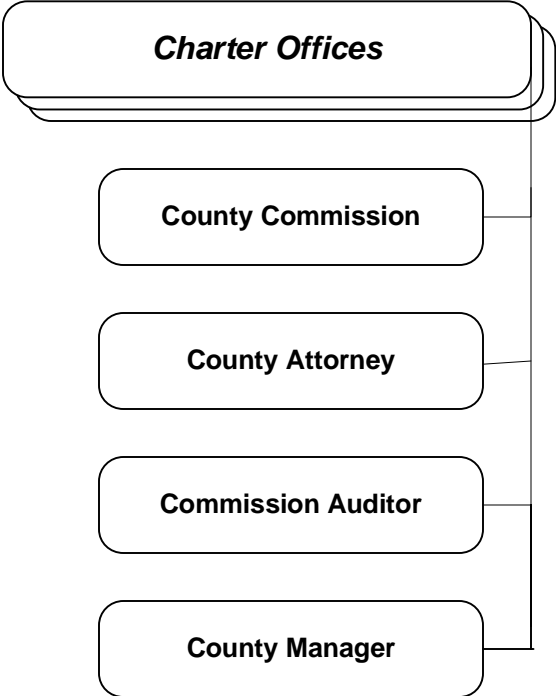 Charter Offices
County Commission
County Attorney
Commission Auditor
County Manager